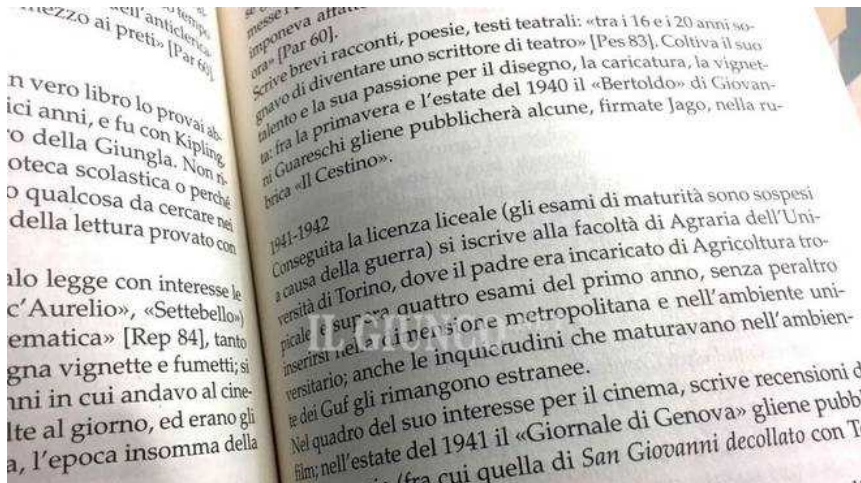 mezzo ai preti» [Par 60].
un vero libro lo provai ab-
ici anni, e fu con Kipling,
o della Giungla. Non ri-
oteca scolastica o perché
o qualcosa da cercare nei
della lettura provato con
alo legge con interesse le
c'Aurelio», «Settebello»)
ematica» [Rep 84], tanto
gna vignette e fumetti; si
nni in cui andavo al cine-
lte al giorno, ed erano gli
a, l'epoca insomma della
imponeva
ora» [Par 60].
Scrive brevi racconti, poesie, testi teatrali: «tra i 16 e i 20 anni so-
gnavo di diventare uno scrittore di teatro» [Pes 83]. Coltiva il suo
talento e la sua passione per il disegno, la caricatura, la vignet-
ta: fra la primavera e l'estate del 1940 il «Bertoldo» di Giovan-
ni Guareschi gliene pubblicherà alcune, firmate Jago, nella ru-
brica «Il Cestino».
1941-1942
Conseguita la licenza liceale (gli esami di maturità sono sospesi
a causa della guerra) si iscrive alla facoltà di Agraria dell'Uni-
versità di Torino, dove il padre era incaricato di Agricoltura tro-
picale e supera quattro esami del primo anno, senza peraltro
inserirsi nella dimensione metropolitana e nell'ambiente uni-
versitario; anche le inquietudini che maturavano nell'ambien-
te dei Guf gli rimangono estranee.
Nel quadro del suo interesse per il cinema, scrive recensioni d
film; nell'estate del 1941 il «Giornale di Genova» gliene pubbl
(fra cui quella di San Giovanni decollato con T
IL GIUNCO